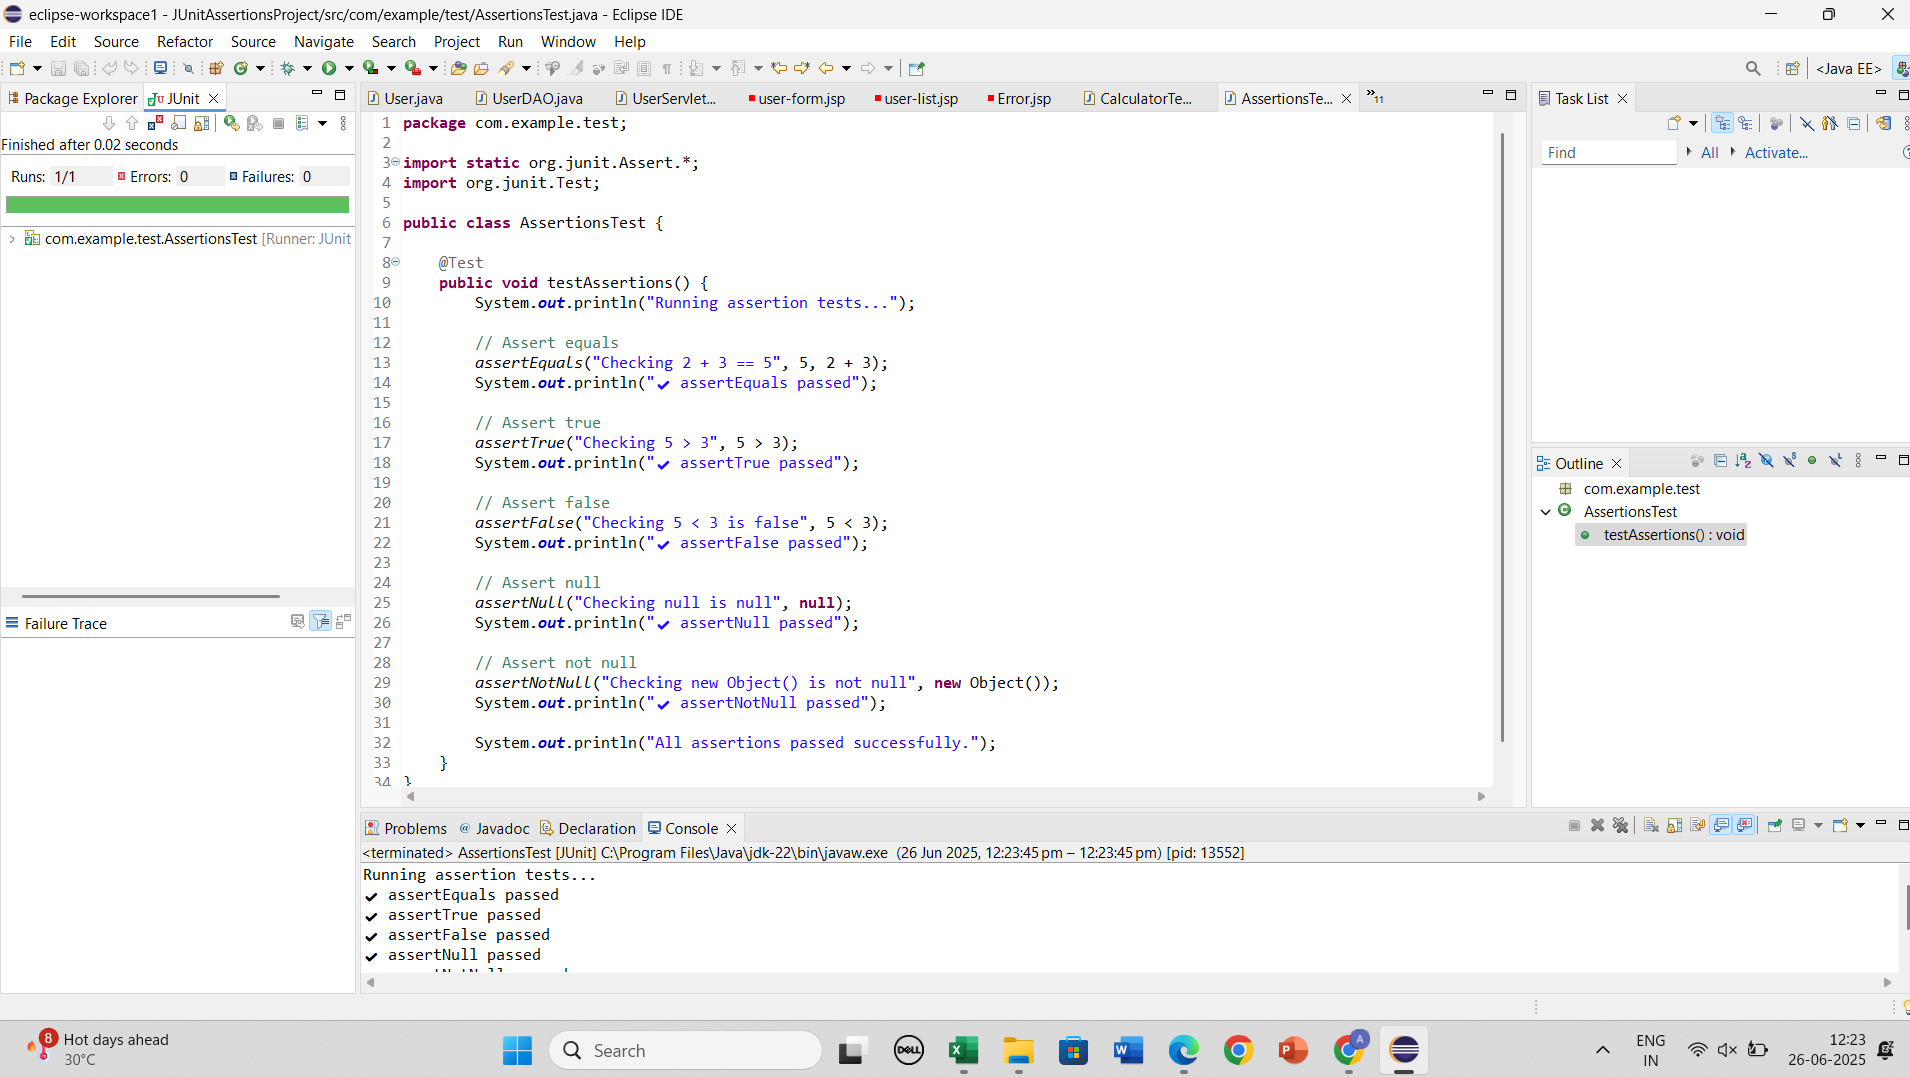 eclipse-workspace1 - JUnitAssertionsProject/src/com/example/test/AssertionsTest.java - Eclipse IDE
File Edit Source Refactor Source Navigate Search Project Run Window Help
<Java EE>
Package Explorer JUnit
Finished after 0.02 seconds
Runs: 1/1 Errors: 0 Failures: 0
com.example.test.AssertionsTest [Runner: JUnit
Failure Trace
User.java UserDAO.java UserServlet... user-form.jsp user-list.jsp Error.jsp CalculatorTe... AssertionsTe... »11
1 package com.example.test;
2
3 import static org.junit.Assert.*;
4 import org.junit.Test;
5
6 public class AssertionsTest {
7
8 @Test
9 public void testAssertions() {
10 System.out.println("Running assertion tests...");
11
12 // Assert equals
13 assertEquals("Checking 2 + 3 == 5", 5, 2 + 3);
14 System.out.println("✔ assertEquals passed");
15
16 // Assert true
17 assertTrue("Checking 5 > 3", 5 > 3);
18 System.out.println("✔ assertTrue passed");
19
20 // Assert false
21 assertFalse("Checking 5 < 3 is false", 5 < 3);
22 System.out.println("✔ assertFalse passed");
23
24 // Assert null
25 assertNull("Checking null is null", null);
26 System.out.println("✔ assertNull passed");
27
28 // Assert not null
29 assertNotNull("Checking new Object() is not null", new Object());
30 System.out.println("✔ assertNotNull passed");
31
32 System.out.println("All assertions passed successfully.");
33 }
34 }
Task List
Find All Activate...
Outline
com.example.test
AssertionsTest
testAssertions() : void
Problems Javadoc Declaration Console
<terminated> AssertionsTest [JUnit] C:\Program Files\Java\jdk-22\bin\javaw.exe (26 Jun 2025, 12:23:45 pm – 12:23:45 pm) [pid: 13552]
Running assertion tests...
✔ assertEquals passed
✔ assertTrue passed
✔ assertFalse passed
✔ assertNull passed
8 Hot days ahead
30°C
Search
DELL
A
ENG
IN
12:23
26-06-2025